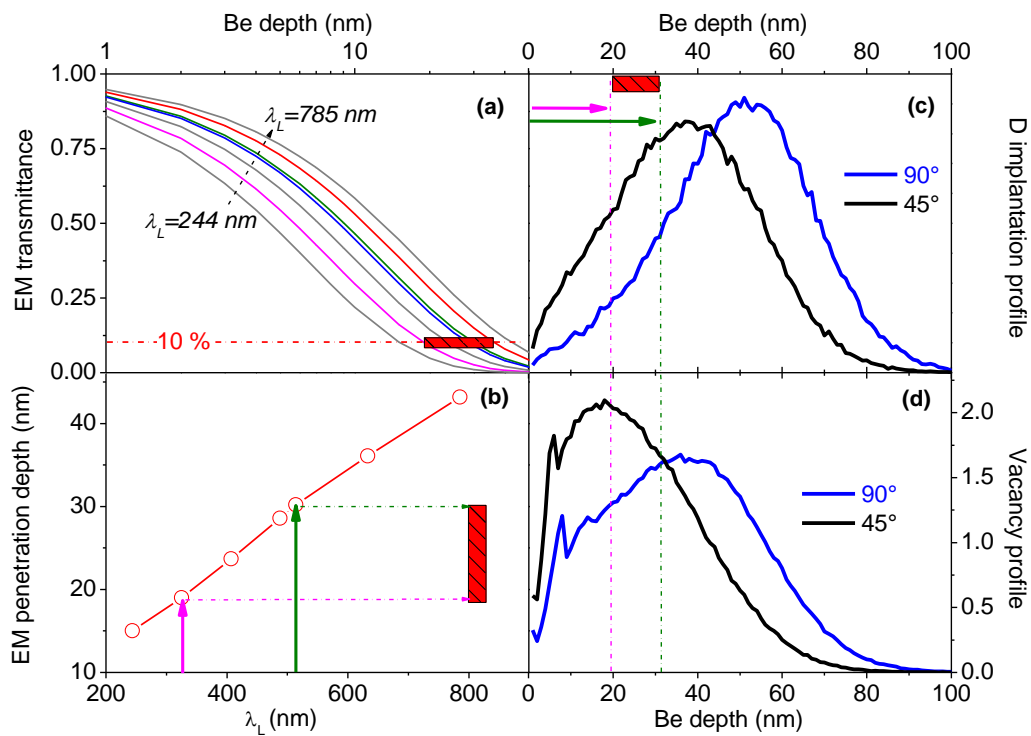 Be depth (nm)
Be depth (nm)
1
10
0
20
40
60
80
100
1.00
0.75
0.50
0.25
0.00
EM transmittance
(a)
λL=785 nm
λL=244 nm
10 %
(c)
90°
45°
D implantation profile
40
30
20
10
EM penetration depth (nm)
(b)
(d)
90°
45°
2.0
1.5
1.0
0.5
0.0
Vacancy profile
200
400
600
800
0
20
40
60
80
100
λL (nm)
Be depth (nm)